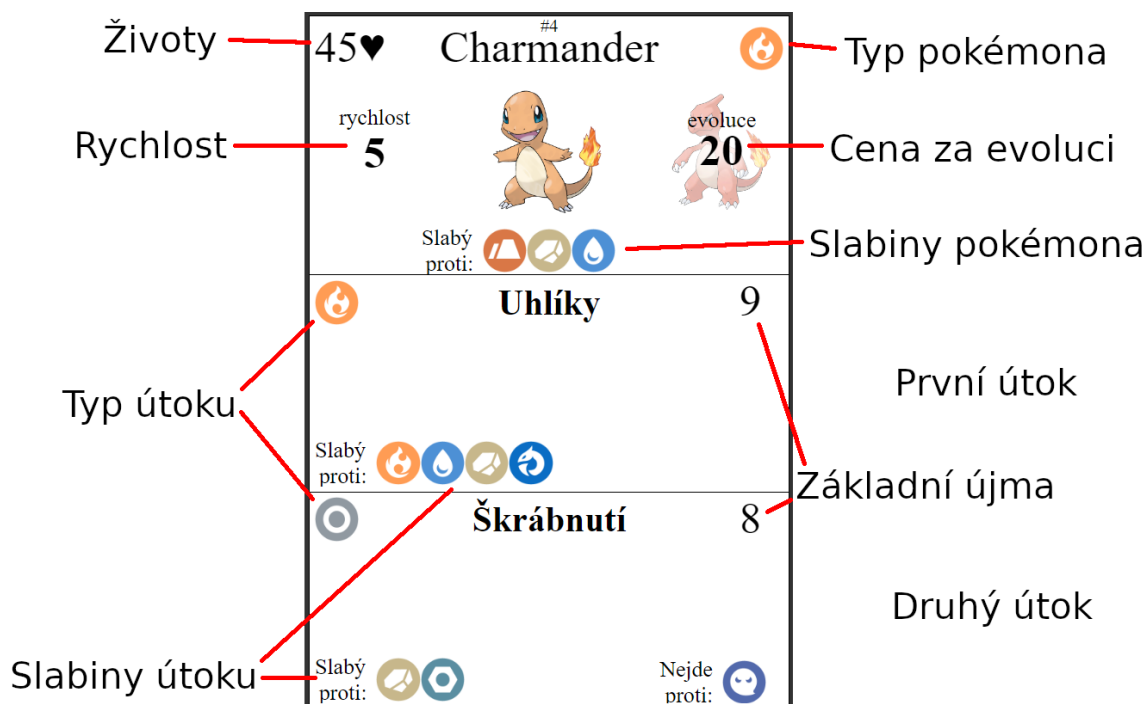 #4
Životy
45♥
Charmander
Typ pokémona
rychlost
evoluce
Rychlost
5
20
Cena za evoluci
Slabý
proti:
Slabiny pokémona
Uhlíky
9
První útok
Typ útoku
Slabý
proti:
Základní újma
Škrábnutí
8
Druhý útok
Slabiny útoku
Slabý
proti:
Nejde
proti: